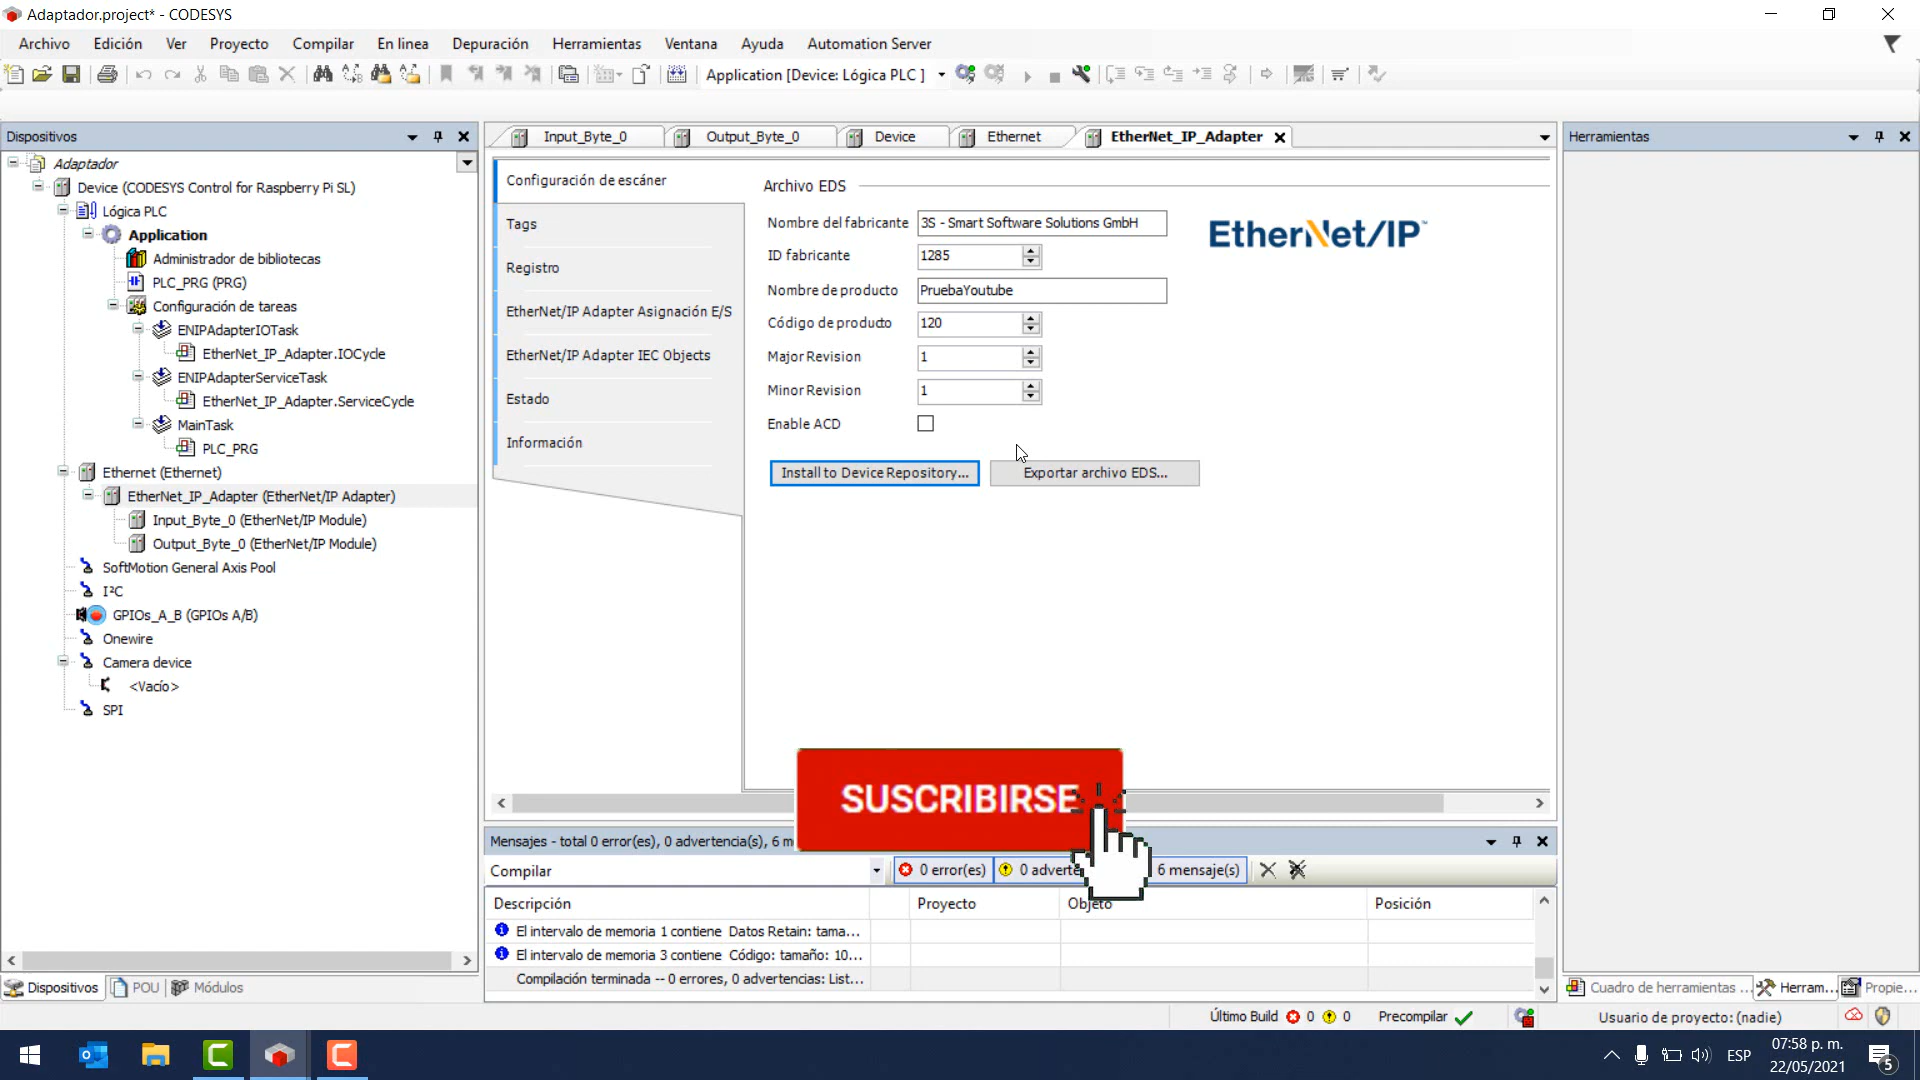 Adaptador.project* - CODESYS
Archivo Edición Ver Proyecto Compilar En linea Depuración Herramientas Ventana Ayuda Automation Server
Application [Device: Lógica PLC ]
Dispositivos
Adaptador
Device (CODESYS Control for Raspberry Pi SL)
Lógica PLC
Application
Administrador de bibliotecas
PLC_PRG (PRG)
Configuración de tareas
ENIPAdapterIOTask
EtherNet_IP_Adapter.IOCycle
ENIPAdapterServiceTask
EtherNet_IP_Adapter.ServiceCycle
MainTask
PLC_PRG
Ethernet (Ethernet)
EtherNet_IP_Adapter (EtherNet/IP Adapter)
Input_Byte_0 (EtherNet/IP Module)
Output_Byte_0 (EtherNet/IP Module)
SoftMotion General Axis Pool
I²C
GPIOs_A_B (GPIOs A/B)
Onewire
Camera device
<Vacío>
SPI
Dispositivos POU Módulos
Input_Byte_0 Output_Byte_0 Device Ethernet EtherNet_IP_Adapter
Configuración de escáner
Tags
Registro
EtherNet/IP Adapter Asignación E/S
EtherNet/IP Adapter IEC Objects
Estado
Información
Archivo EDS
Nombre del fabricante 3S - Smart Software Solutions GmbH
ID fabricante 1285
Nombre de producto PruebaYoutube
Código de producto 120
Major Revision 1
Minor Revision 1
Enable ACD
Install to Device Repository... Exportar archivo EDS...
EtherNet/IP™
SUSCRIBIRSE
Mensajes - total 0 error(es), 0 advertencia(s), 6 m
Compilar 0 error(es) 0 adverte 6 mensaje(s)
Descripción Proyecto Objeto Posición
El intervalo de memoria 1 contiene Datos Retain: tama...
El intervalo de memoria 3 contiene Código: tamaño: 10...
Compilación terminada -- 0 errores, 0 advertencias: List...
Herramientas
Cuadro de herramientas ... Herram... Propie...
Último Build 0 0 Precompilar Usuario de proyecto: (nadie)
ESP
07:58 p. m.
22/05/2021
5